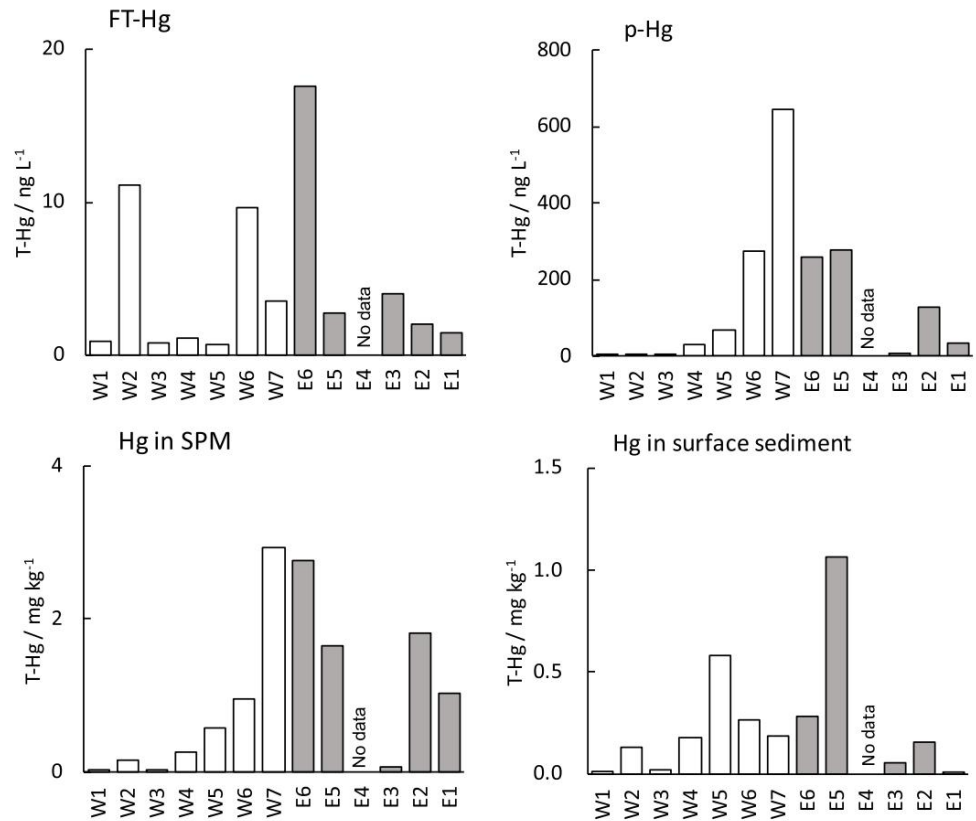 FT-Hg
20
10
0
T-Hg / ng L⁻¹
No data
W1 W2 W3 W4 W5 W6 W7 E6 E5 E4 E3 E2 E1
p-Hg
800
600
400
200
0
T-Hg / ng L⁻¹
No data
W1 W2 W3 W4 W5 W6 W7 E6 E5 E4 E3 E2 E1
Hg in SPM
4
2
0
T-Hg / mg kg⁻¹
No data
W1 W2 W3 W4 W5 W6 W7 E6 E5 E4 E3 E2 E1
Hg in surface sediment
1.5
1.0
0.5
0.0
T-Hg / mg kg⁻¹
No data
W1 W2 W3 W4 W5 W6 W7 E6 E5 E4 E3 E2 E1